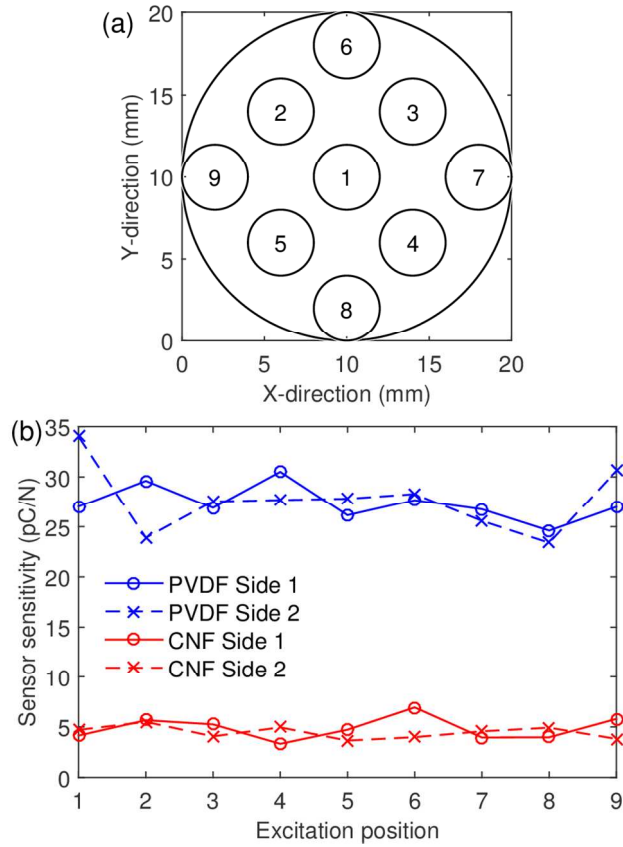 (a)
20
15
10
5
0
Y-direction (mm)
6
2 3
9 1 7
5 4
8
0 5 10 15 20
X-direction (mm)
(b)
35
30
25
20
15
10
5
0
Sensor sensitivity (pC/N)
PVDF Side 1
PVDF Side 2
CNF Side 1
CNF Side 2
1 2 3 4 5 6 7 8 9
Excitation position